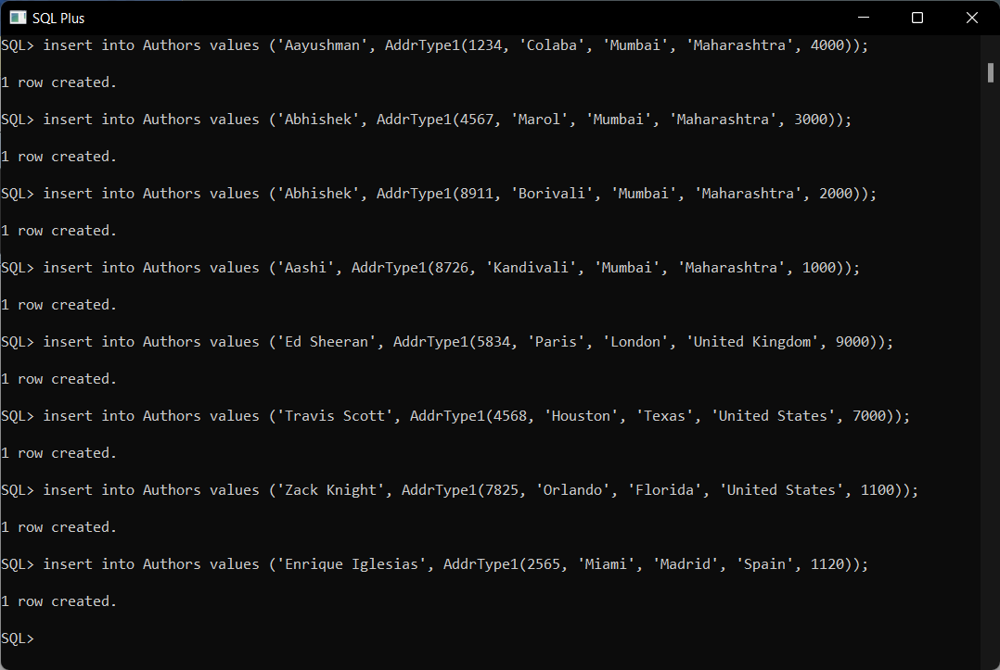 SQL Plus
SQL> insert into Authors values ('Aayushman', AddrType1(1234, 'Colaba', 'Mumbai', 'Maharashtra', 4000));
1 row created.
SQL> insert into Authors values ('Abhishek', AddrType1(4567, 'Marol', 'Mumbai', 'Maharashtra', 3000));
1 row created.
SQL> insert into Authors values ('Abhishek', AddrType1(8911, 'Borivali', 'Mumbai', 'Maharashtra', 2000));
1 row created.
SQL> insert into Authors values ('Aashi', AddrType1(8726, 'Kandivali', 'Mumbai', 'Maharashtra', 1000));
1 row created.
SQL> insert into Authors values ('Ed Sheeran', AddrType1(5834, 'Paris', 'London', 'United Kingdom', 9000));
1 row created.
SQL> insert into Authors values ('Travis Scott', AddrType1(4568, 'Houston', 'Texas', 'United States', 7000));
1 row created.
SQL> insert into Authors values ('Zack Knight', AddrType1(7825, 'Orlando', 'Florida', 'United States', 1100));
1 row created.
SQL> insert into Authors values ('Enrique Iglesias', AddrType1(2565, 'Miami', 'Madrid', 'Spain', 1120));
1 row created.
SQL>